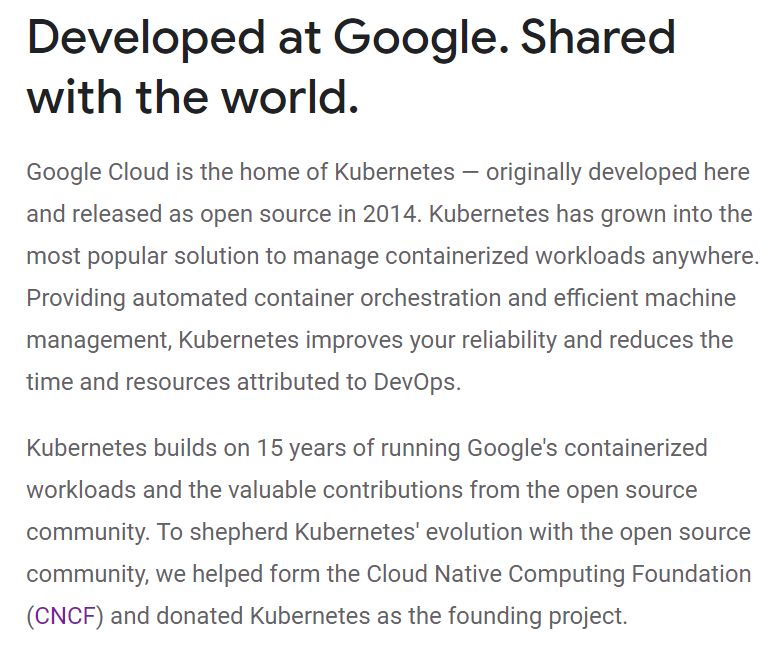 Developed at Google. Shared
with the world.
Google Cloud is the home of Kubernetes — originally developed here
and released as open source in 2014. Kubernetes has grown into the
most popular solution to manage containerized workloads anywhere.
Providing automated container orchestration and efficient machine
management, Kubernetes improves your reliability and reduces the
time and resources attributed to DevOps.
Kubernetes builds on 15 years of running Google's containerized
workloads and the valuable contributions from the open source
community. To shepherd Kubernetes' evolution with the open source
community, we helped form the Cloud Native Computing Foundation
(CNCF) and donated Kubernetes as the founding project.